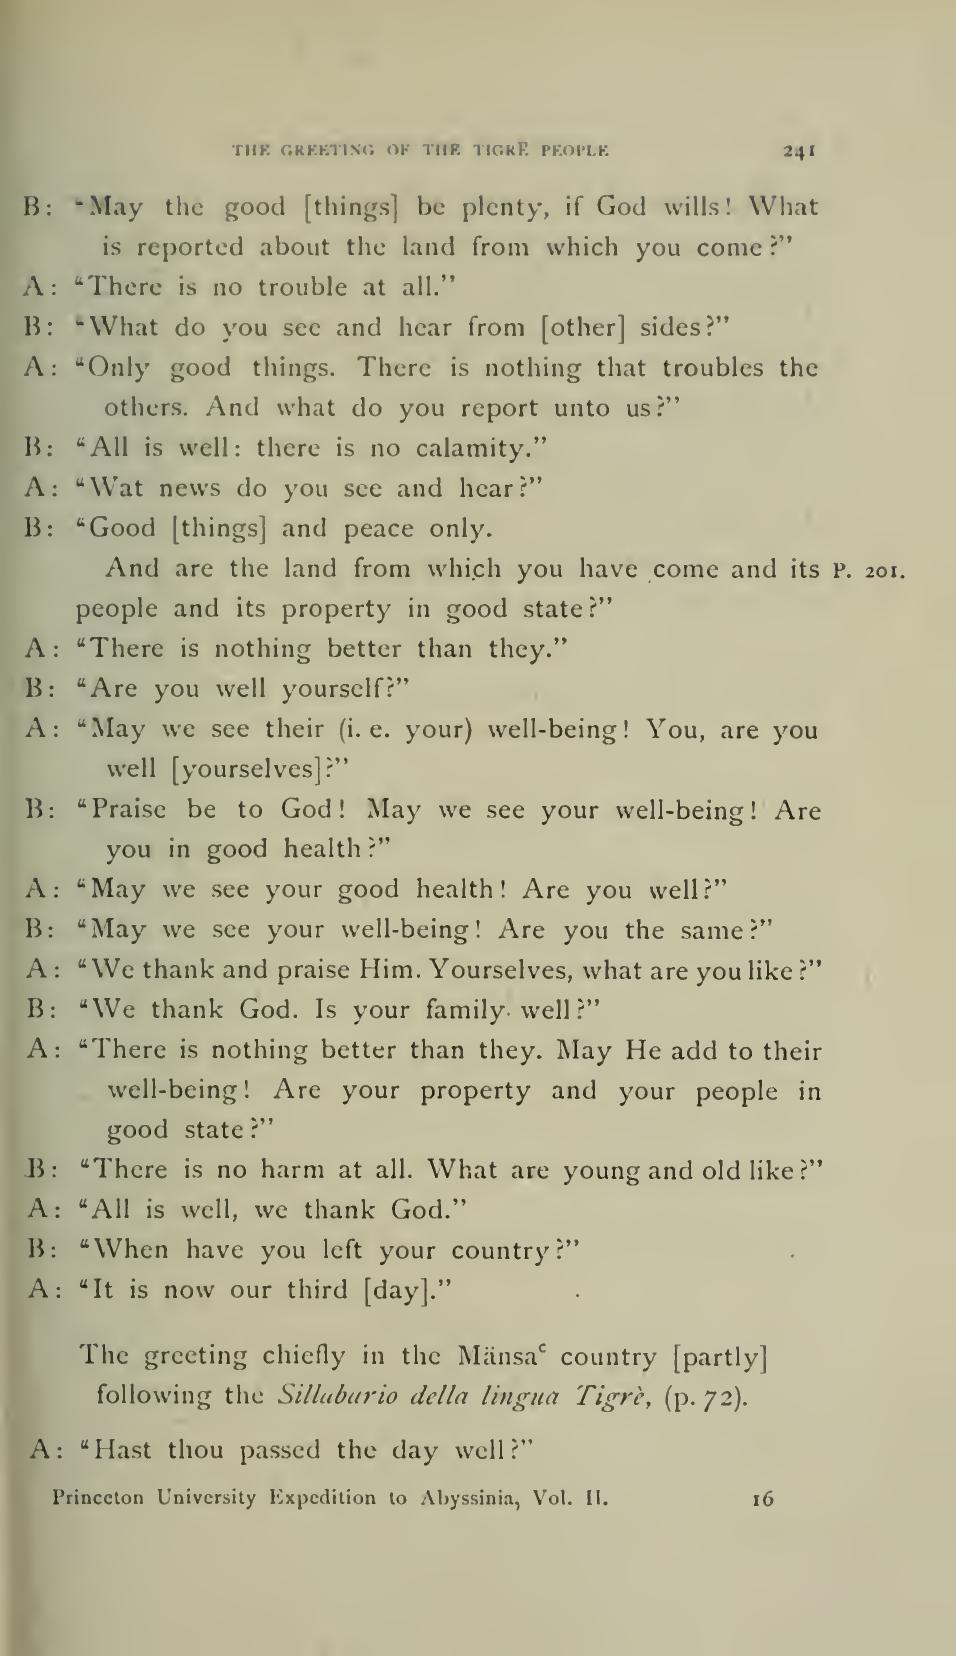 THE GREETING OF THE TIGRĒ PEOPLE 241
B: “May the good [things] be plenty, if God wills! What
is reported about the land from which you come?”
A: “There is no trouble at all.”
B: “What do you see and hear from [other] sides?”
A: “Only good things. There is nothing that troubles the
others. And what do you report unto us?”
B: “All is well: there is no calamity.”
A: “Wat news do you see and hear?”
B: “Good [things] and peace only.
And are the land from which you have come and its P. 201.
people and its property in good state?”
A: “There is nothing better than they.”
B: “Are you well yourself?”
A: “May we see their (i. e. your) well-being! You, are you
well [yourselves]?”
B: “Praise be to God! May we see your well-being! Are
you in good health?”
A: “May we see your good health! Are you well?”
B: “May we see your well-being! Are you the same?”
A: “We thank and praise Him. Yourselves, what are you like?”
B: “We thank God. Is your family well?”
A: “There is nothing better than they. May He add to their
well-being! Are your property and your people in
good state?”
B: “There is no harm at all. What are young and old like?”
A: “All is well, we thank God.”
B: “When have you left your country?”
A: “It is now our third [day].”
The greeting chiefly in the Mänsaᶜ country [partly]
following the Sillabario della lingua Tigrè, (p. 72).
A: “Hast thou passed the day well?”
Princeton University Expedition to Abyssinia, Vol. II. 16